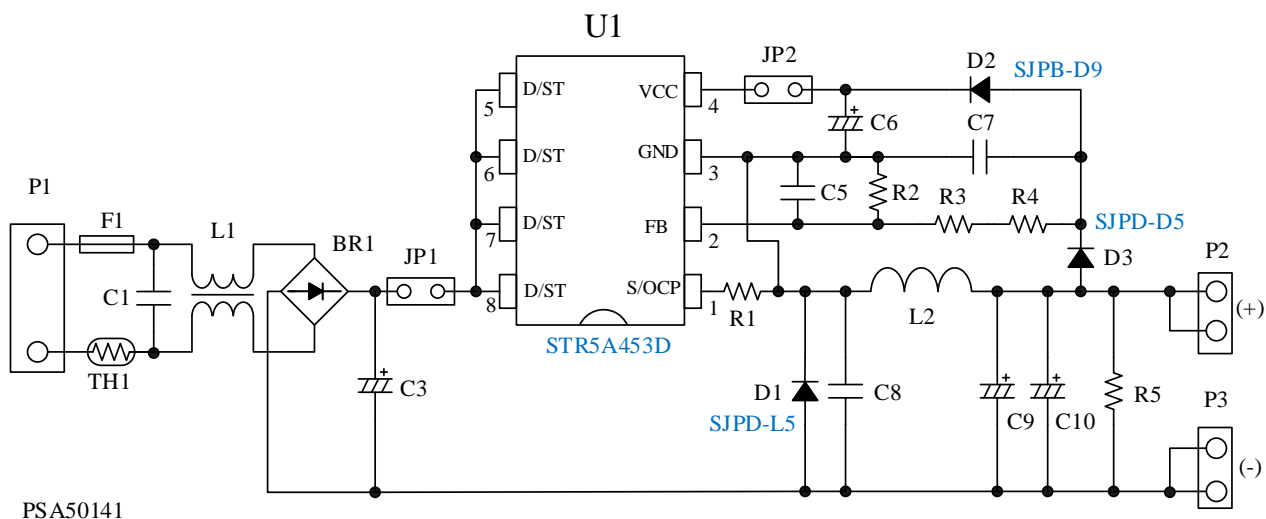 U1
JP2
D2
SJPB-D9
D/ST
VCC
5
4
C6
C7
D/ST
GND
6
3
P1
C5
R2
R3
R4
F1
L1
D/ST
FB
SJPD-D5
7
2
BR1
JP1
D3
P2
C1
D/ST
S/OCP
8
1
R1
L2
(+)
STR5A453D
TH1
C3
D1
C8
SJPD-L5
C9
C10
R5
P3
(-)
PSA50141
+
+
+
+